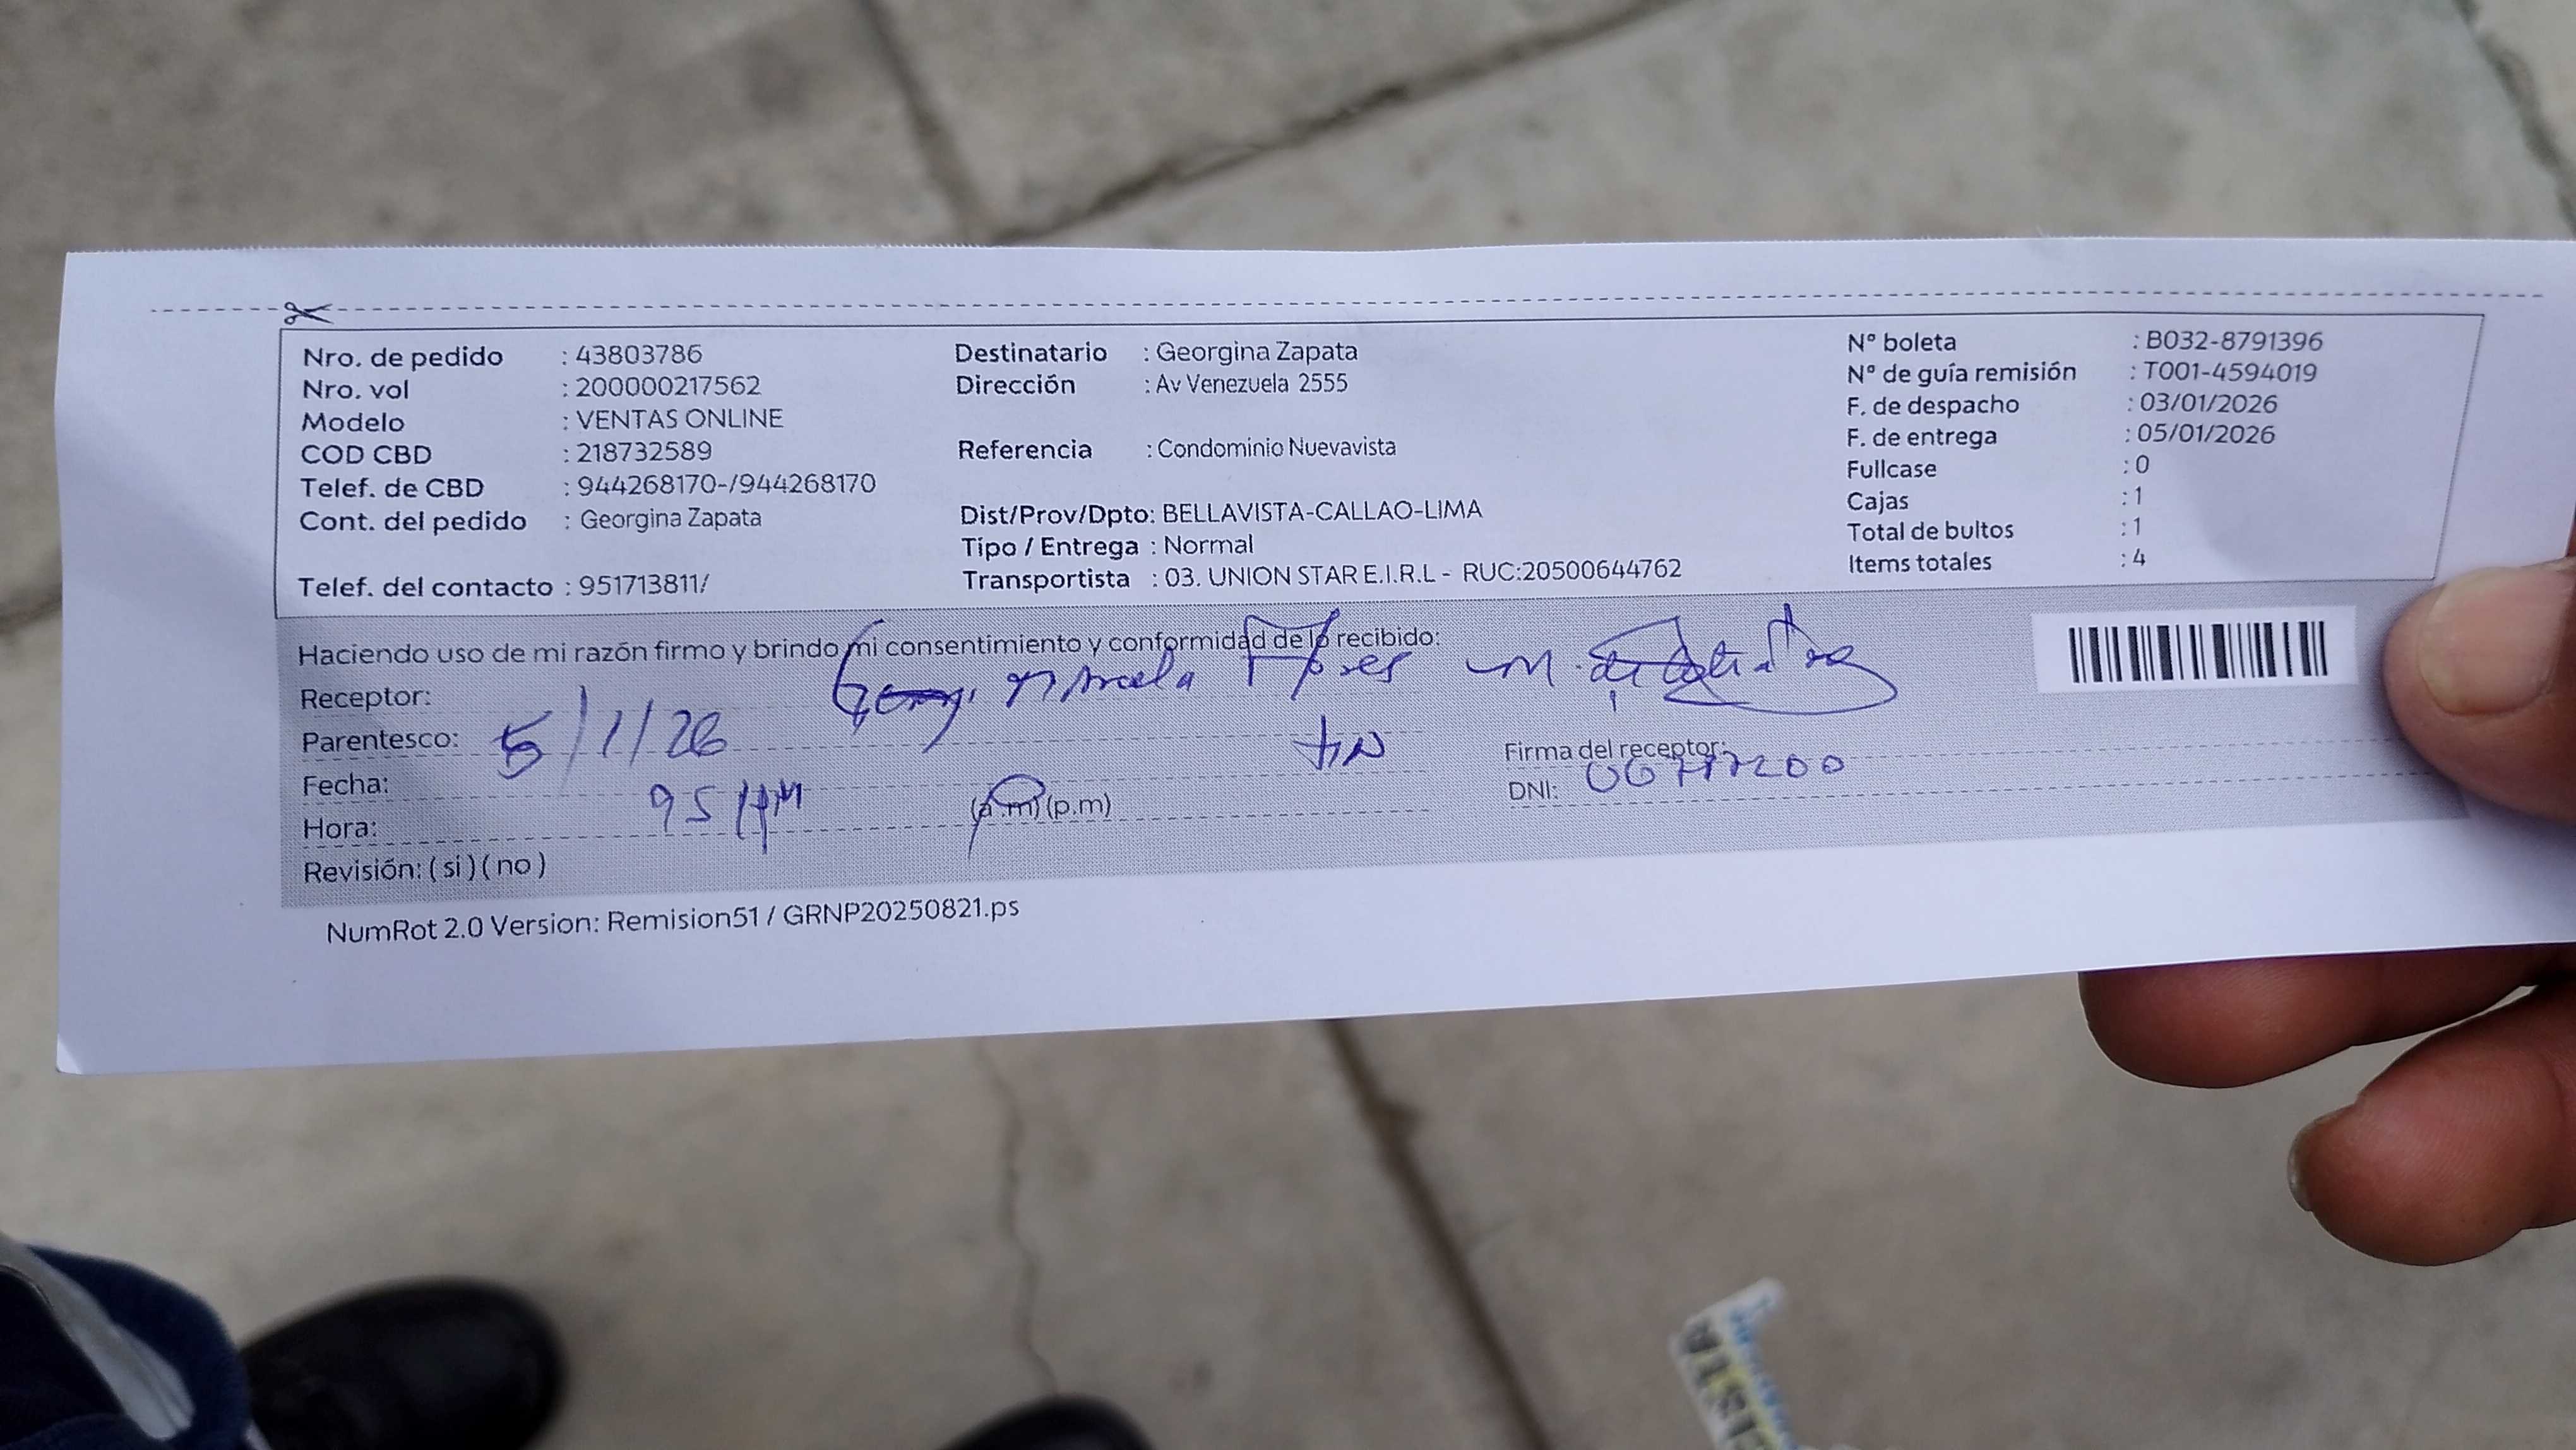 Nro. de pedido : 43803786
Nro. vol : 200000217562
Modelo : VENTAS ONLINE
COD CBD : 218732589
Telef. de CBD : 944268170-/944268170
Cont. del pedido : Georgina Zapata
Telef. del contacto : 951713811/
Destinatario : Georgina Zapata
Dirección : Av Venezuela 2555
Referencia : Condominio Nuevavista
Dist/Prov/Dpto: BELLAVISTA-CALLAO-LIMA
Tipo / Entrega : Normal
Transportista : 03. UNION STAR E.I.R.L - RUC:20500644762
N° boleta : B032-8791396
N° de guía remisión : T001-4594019
F. de despacho : 03/01/2026
F. de entrega : 05/01/2026
Fullcase : 0
Cajas : 1
Total de bultos : 1
Items totales : 4
Haciendo uso de mi razón firmo y brindo mi consentimiento y conformidad de lo recibido:
Receptor:
Parentesco:
Fecha: 5/1/26
Hora: (a.m) (p.m)
Revisión: ( si ) ( no )
Firma del receptor:
DNI:
NumRot 2.0 Version: Remision51 / GRNP20250821.ps